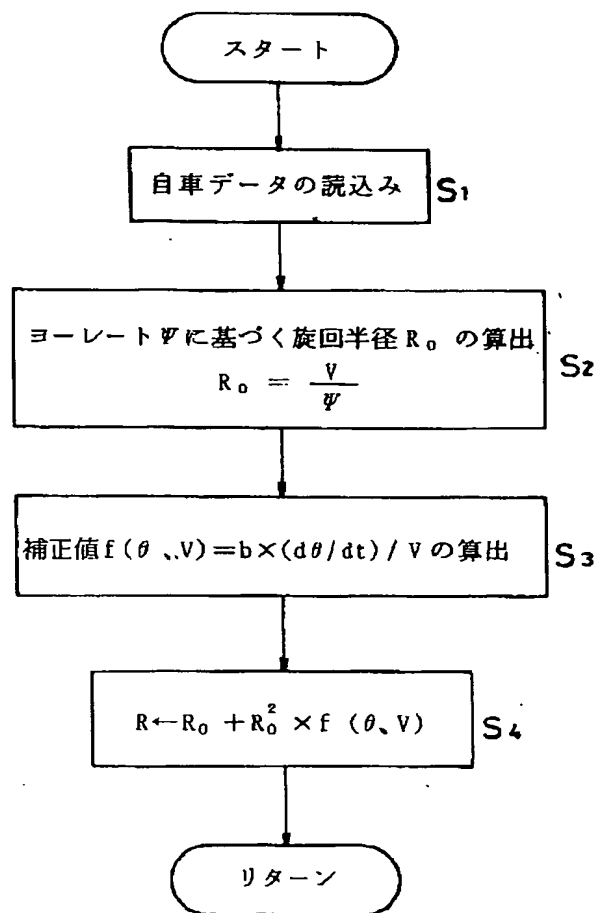 スタート
自車データの読込み
S1
ヨーレートΨに基づく旋回半径R₀ の算出
R₀ = V/Ψ
S2
補正値f(θ、V)=b×(dθ/dt)/Vの算出
S3
R←R₀+R₀²×f (θ、V)
S4
リターン